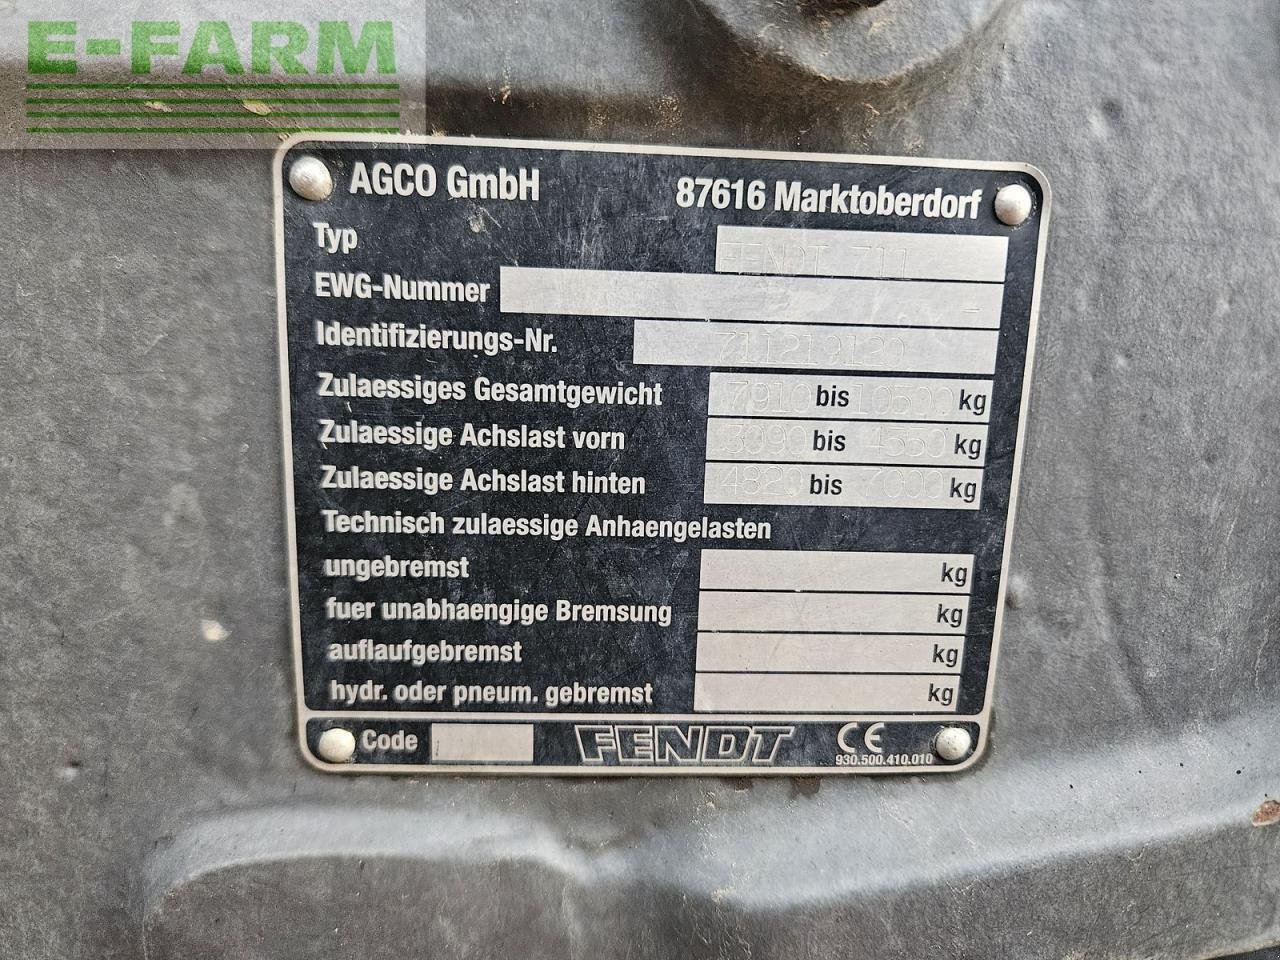 E-FARM
AGCO GmbH 87616 Marktoberdorf
Typ FENDT 711
EWG-Nummer -
Identifizierungs-Nr. 711219120
Zulaessiges Gesamtgewicht 7910 bis 10500 kg
Zulaessige Achslast vorn 3090 bis 4550 kg
Zulaessige Achslast hinten 4820 bis 7000 kg
Technisch zulaessige Anhaengelasten
ungebremst kg
fuer unabhaengige Bremsung kg
auflaufgebremst kg
hydr. oder pneum. gebremst kg
Code FENDT CE
930.500.410.010